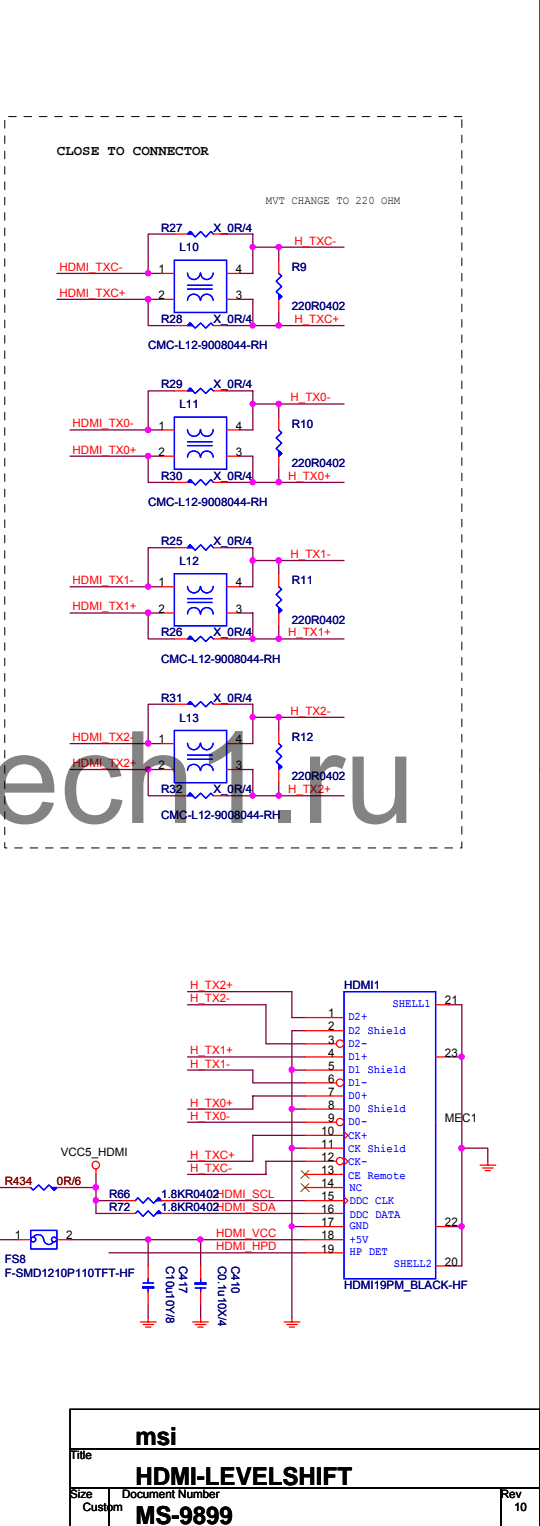 CLOSE TO CONNECTOR
MVT CHANGE TO 220 OHM
R27 X_0R/4
L10
H_TXC-
HDMI_TXC- 1 4 R9
HDMI_TXC+ 2 3
220R0402
R28 X_0R/4 H_TXC+
CMC-L12-9008044-RH
R29 X_0R/4
L11
H_TX0-
HDMI_TX0- 1 4 R10
HDMI_TX0+ 2 3
220R0402
R30 X_0R/4 H_TX0+
CMC-L12-9008044-RH
R25 X_0R/4
L12
H_TX1-
HDMI_TX1- 1 4 R11
HDMI_TX1+ 2 3
220R0402
R26 X_0R/4 H_TX1+
CMC-L12-9008044-RH
R31 X_0R/4
L13
H_TX2-
HDMI_TX2- 1 4 R12
HDMI_TX2+ 2 3
220R0402
R32 X_0R/4 H_TX2+
CMC-L12-9008044-RH
ech1.ru
H_TX2+ HDMI1
H_TX2- SHELL1 21
1 D2+
2 D2 Shield
3 D2-
H_TX1+ 4 D1+ 23
H_TX1- 5 D1 Shield
6 D1-
H_TX0+ 7 D0+
8 D0 Shield
H_TX0- 9 D0- MEC1
10 CK+
H_TXC+ 11 CK Shield
H_TXC- 12 CK-
VCC5_HDMI
13 CE Remote
14 NC
R434 0R/6
R66 1.8KR0402 HDMI_SCL 15 DDC CLK
R72 1.8KR0402 HDMI_SDA 16 DDC DATA
17 GND 22
1 2 HDMI_VCC 18 +5V
HDMI_HPD 19 HP DET
FS8
F-SMD1210P110TFT-HF
SHELL2 20
HDMI19PM_BLACK-HF
C417
C10u10Y/8
C410
C0.1u10X/4
msi
Title
HDMI-LEVELSHIFT
Size Document Number Rev
Custom MS-9899 10